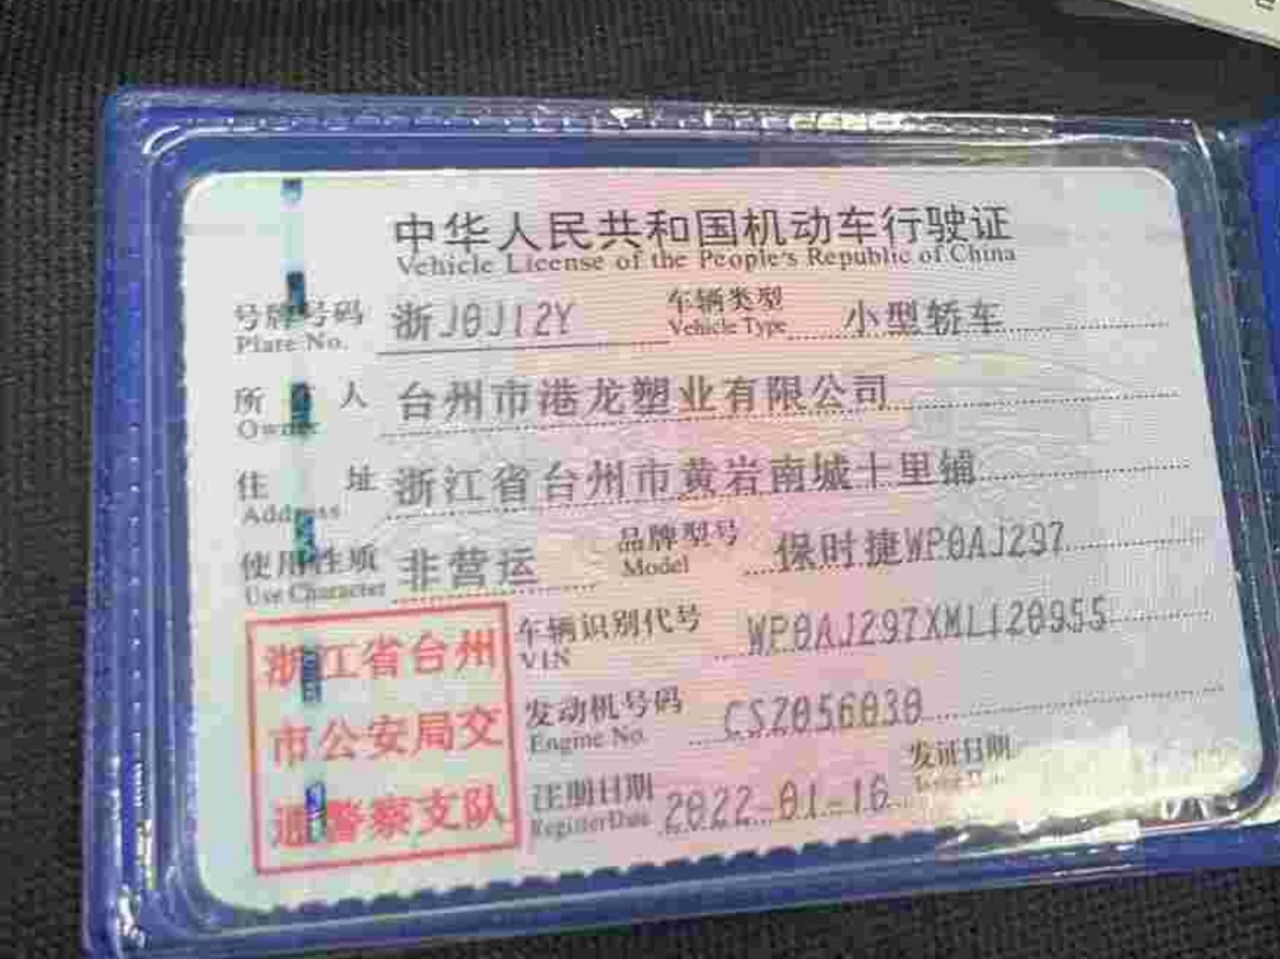 中华人民共和国机动车行驶证
Vehicle License of the People's Republic of China
号牌号码 浙J0J12Y 车辆类型 小型轿车
Plate No. Vehicle Type
所 人 台州市港龙塑业有限公司
Owner
住 址 浙江省台州市黄岩南城十里铺
Address
使用性质 非营运 品牌型号 保时捷WP0AJ297
Use Character Model
车辆识别代号 WP0AJ297XML120955
VIN
浙江省台州
市公安局交
通警察支队
发动机号码 CSZ056030
Engine No.
注册日期 2022-01-10 发证日期
Register Date